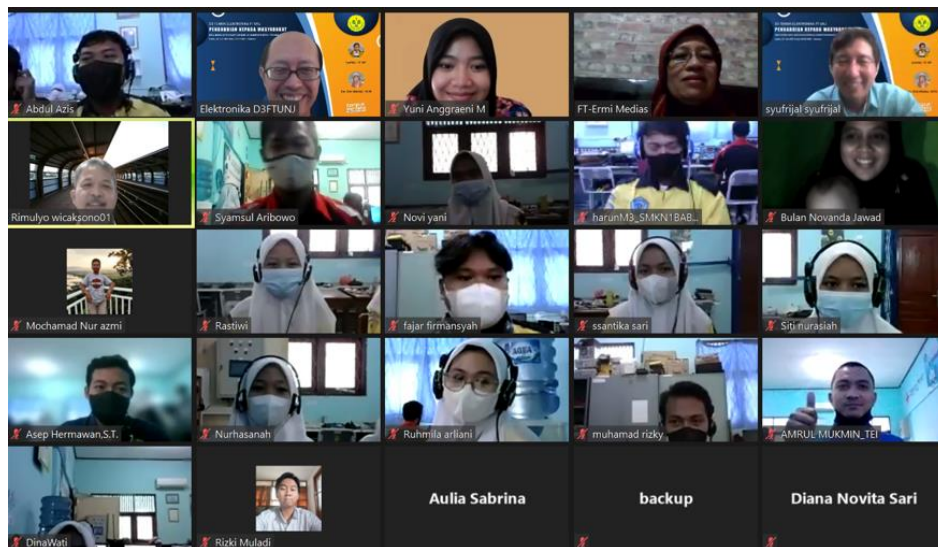 PENGABDIAN KEPADA MASYARAKAT
PENGABDIAN KEPADA MASYARAKAT
Abdul Azis
Elektronika D3FTUNJ
Yuni Anggraeni M
FT-Ermi Medias
syufrijal syufrijal
Rimulyo wicaksono01
Syamsul Aribowo
Novi yani
harunM3_SMKN1BAB...
Bulan Novanda Jawad
Mochamad Nur azmi
Rastiwi
fajar firmansyah
ssantika sari
Siti nurasiah
Asep Hermawan,S.T.
Nurhasanah
Ruhmila arliani
muhamad rizky
AMRUL MUKMIN_TEI
DinaWati
Rizki Muladi
Aulia Sabrina
backup
Diana Novita Sari